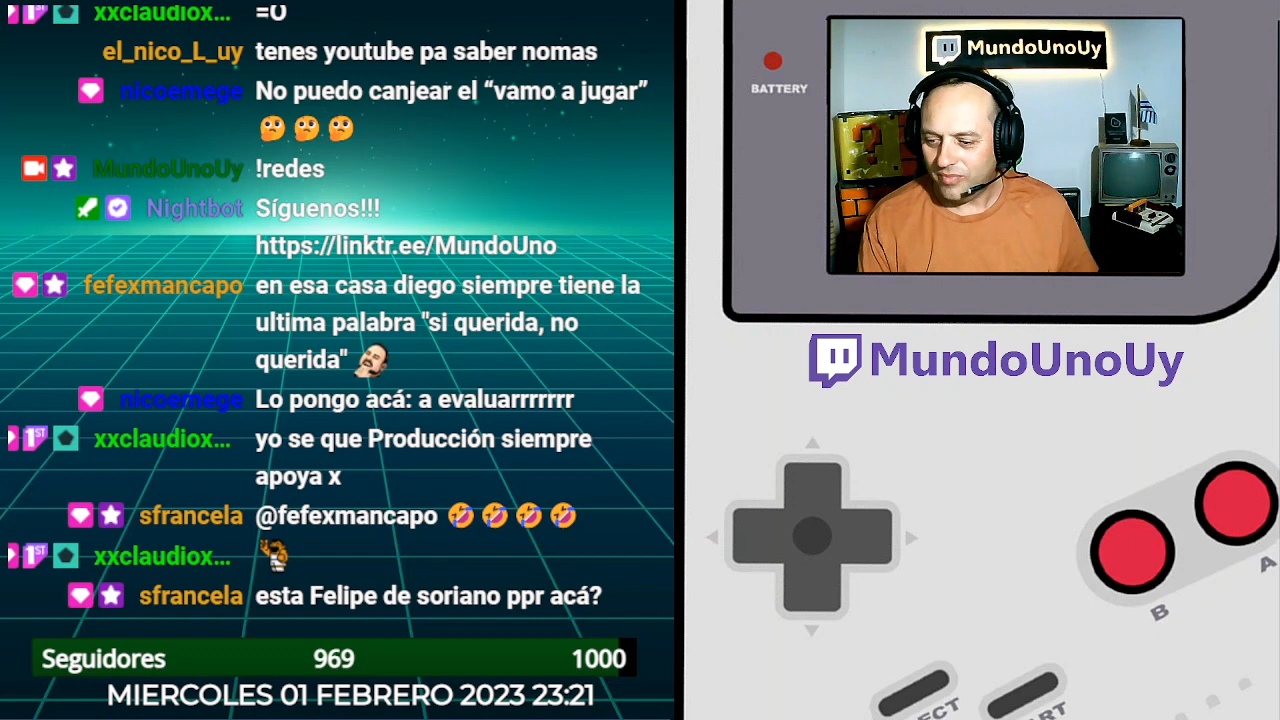 xxclaudiox... =O
el_nico_L_uy tenes youtube pa saber nomas
nicoemege No puedo canjear el “vamo a jugar”
MundoUnoUy !redes
Nightbot Síguenos!!!
https://linktr.ee/MundoUno
fefexmancapo en esa casa diego siempre tiene la
ultima palabra "si querida, no
querida"
nicoemege Lo pongo acá: a evaluarrrrrrr
xxclaudiox... yo se que Producción siempre
apoya x
sfrancela @fefexmancapo
xxclaudiox...
sfrancela esta Felipe de soriano ppr acá?
Seguidores 969 1000
MIERCOLES 01 FEBRERO 2023 23:21
MundoUnoUy
BATTERY
MundoUnoUy
A
B